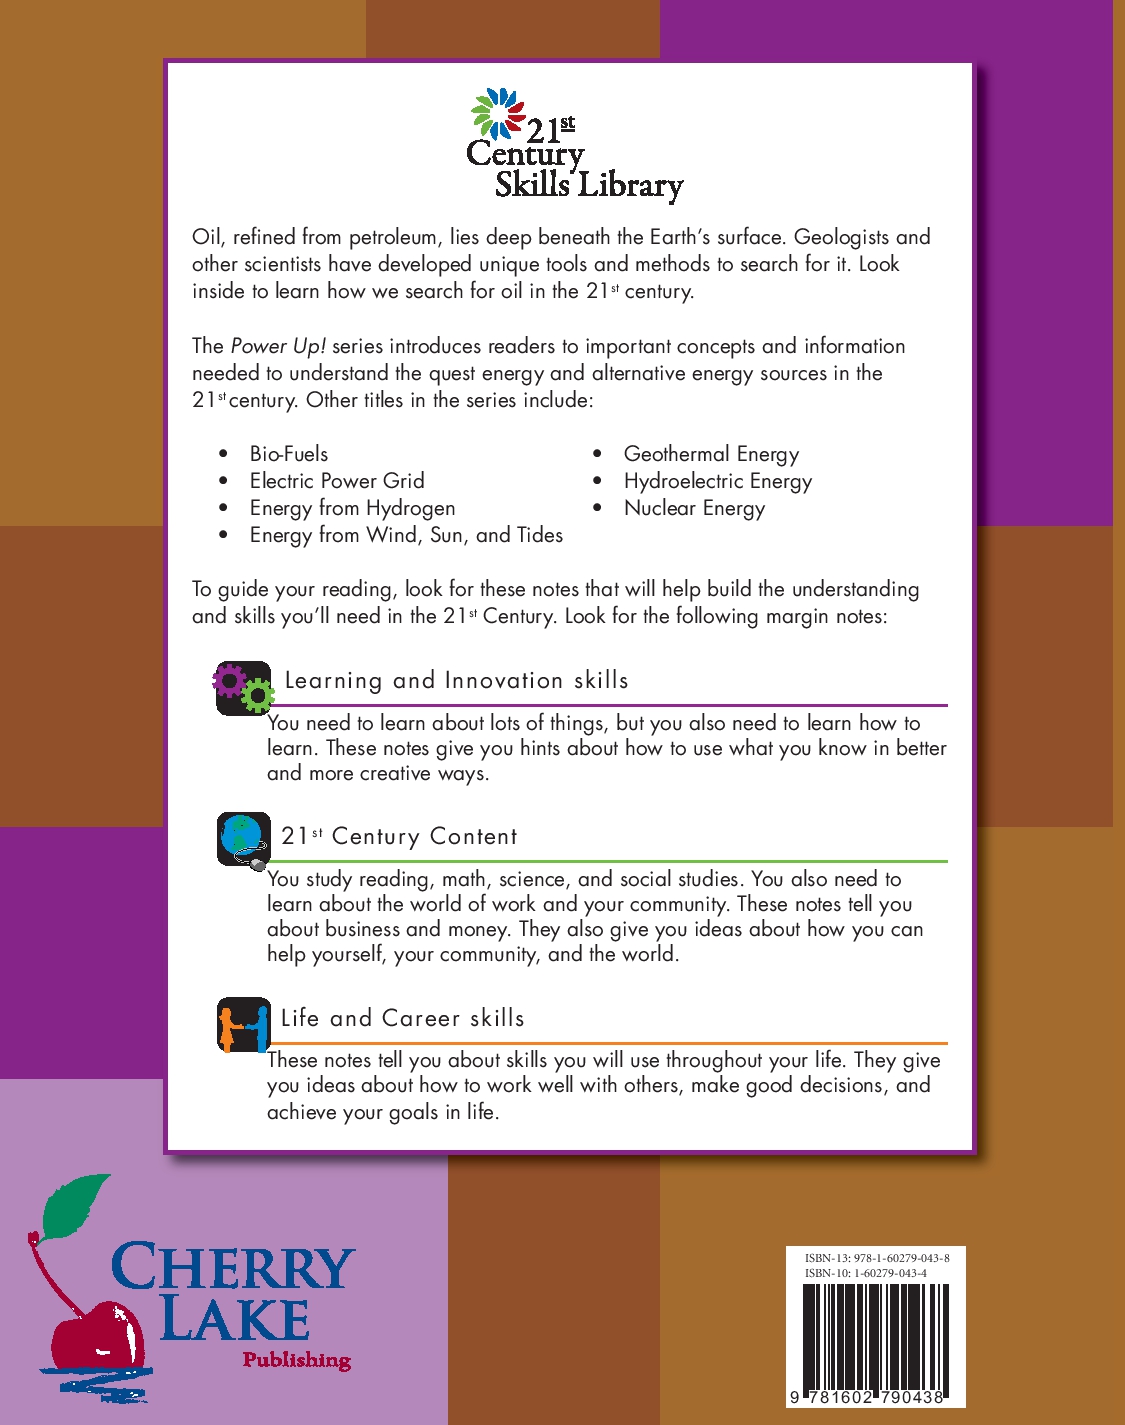 21st
Century
Skills Library
Oil, refined from petroleum, lies deep beneath the Earth's surface. Geologists and
other scientists have developed unique tools and methods to search for it. Look
inside to learn how we search for oil in the 21st century.
The Power Up! series introduces readers to important concepts and information
needed to understand the quest energy and alternative energy sources in the
21st century. Other titles in the series include:
• Bio-Fuels
• Electric Power Grid
• Energy from Hydrogen
• Energy from Wind, Sun, and Tides
• Geothermal Energy
• Hydroelectric Energy
• Nuclear Energy
To guide your reading, look for these notes that will help build the understanding
and skills you'll need in the 21st Century. Look for the following margin notes:
Learning and Innovation skills
You need to learn about lots of things, but you also need to learn how to
learn. These notes give you hints about how to use what you know in better
and more creative ways.
21st Century Content
You study reading, math, science, and social studies. You also need to
learn about the world of work and your community. These notes tell you
about business and money. They also give you ideas about how you can
help yourself, your community, and the world.
Life and Career skills
These notes tell you about skills you will use throughout your life. They give
you ideas about how to work well with others, make good decisions, and
achieve your goals in life.
CHERRY
LAKE
Publishing
ISBN-13: 978-1-60279-043-8
ISBN-10: 1-60279-043-4
9 781602 790438